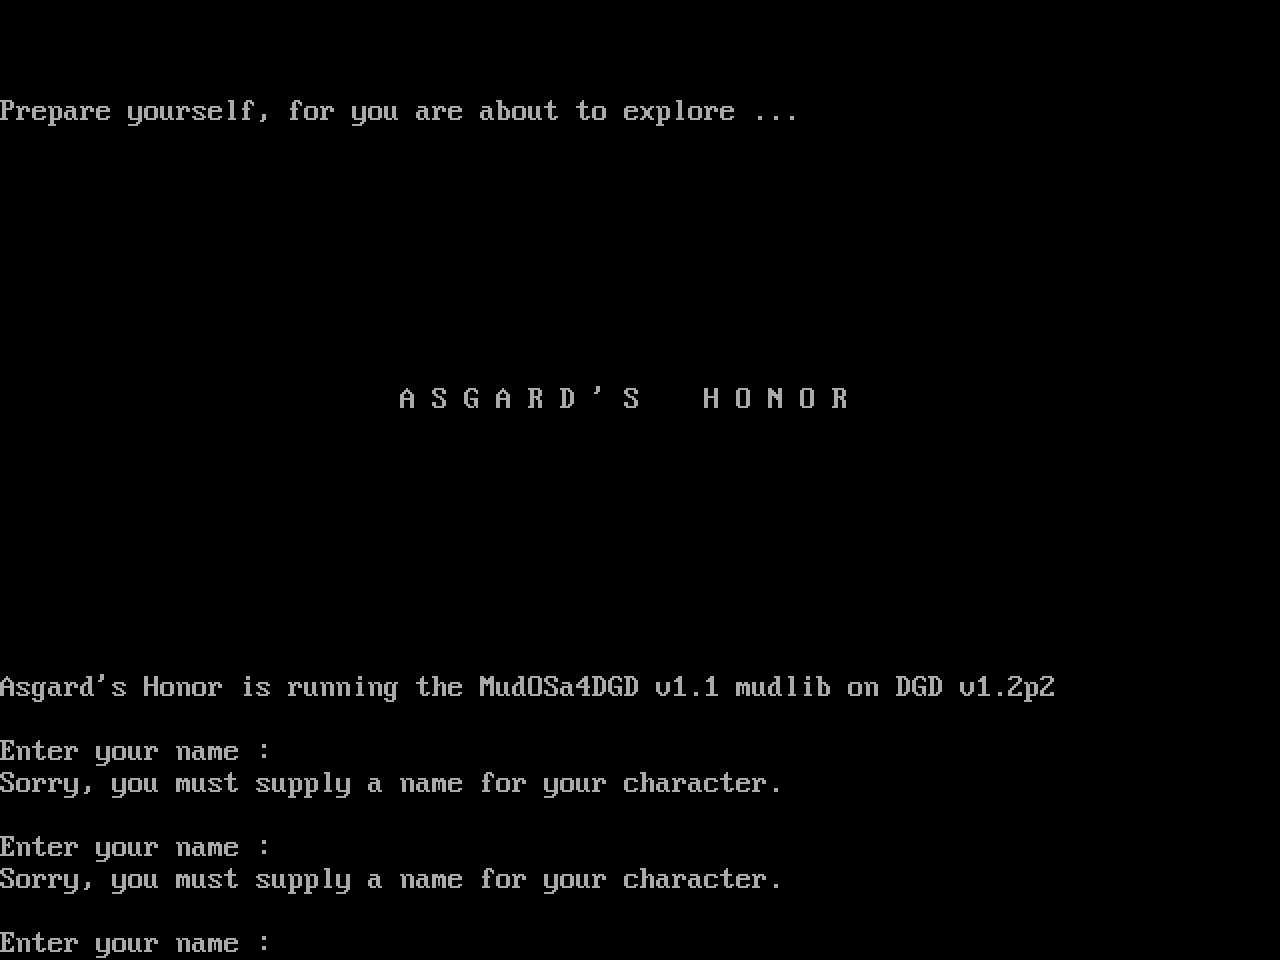 Prepare yourself, for you are about to explore ...
A S G A R D ' S   H O N O R
Asgard's Honor is running the MudOSa4DGD v1.1 mudlib on DGD v1.2p2
Enter your name :
Sorry, you must supply a name for your character.
Enter your name :
Sorry, you must supply a name for your character.
Enter your name :